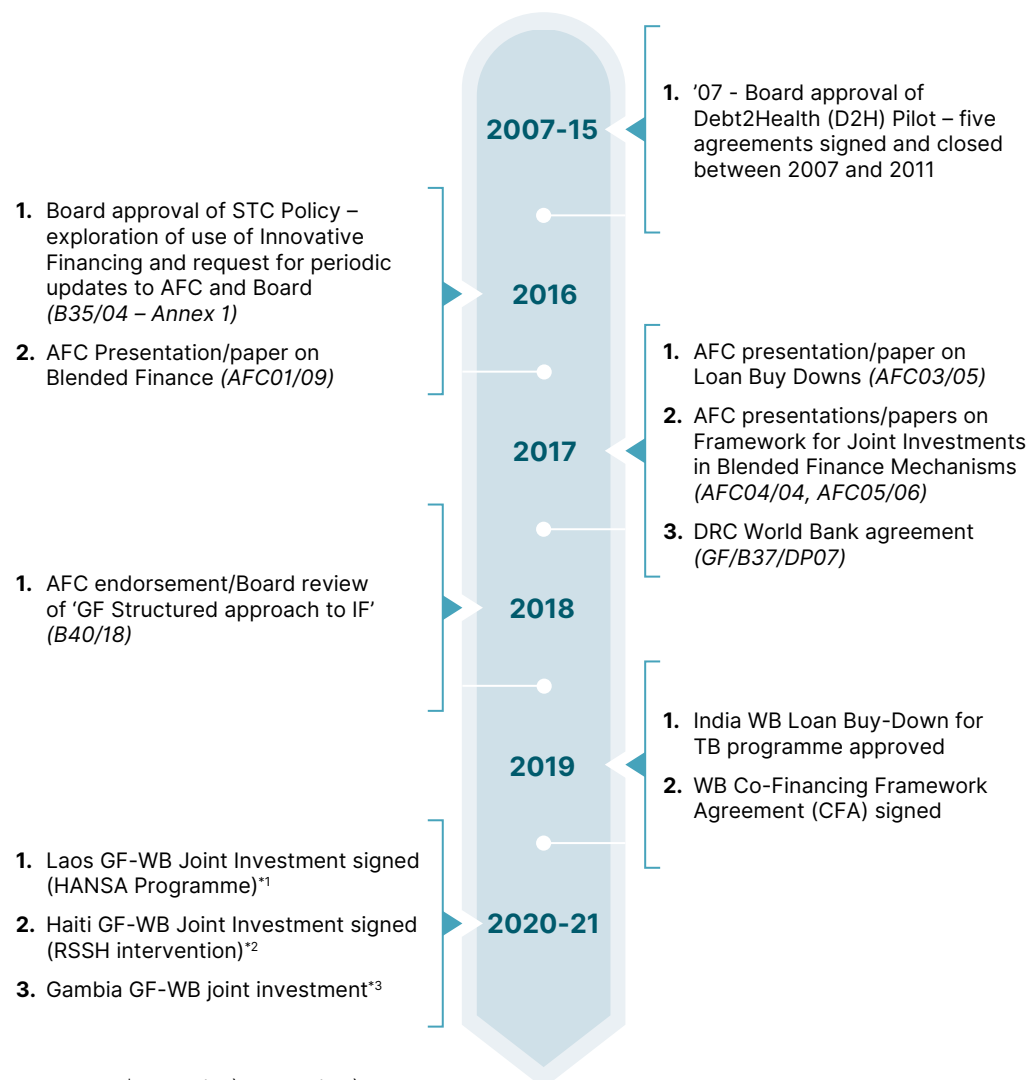 2007-15
1. '07 - Board approval of
Debt2Health (D2H) Pilot – five
agreements signed and closed
between 2007 and 2011
1. Board approval of STC Policy –
exploration of use of Innovative
Financing and request for periodic
updates to AFC and Board
(B35/04 – Annex 1)
2. AFC Presentation/paper on
Blended Finance (AFC01/09)
2016
2017
1. AFC presentation/paper on
Loan Buy Downs (AFC03/05)
2. AFC presentations/papers on
Framework for Joint Investments
in Blended Finance Mechanisms
(AFC04/04, AFC05/06)
3. DRC World Bank agreement
(GF/B37/DP07)
1. AFC endorsement/Board review
of ‘GF Structured approach to IF’
(B40/18)
2018
2019
1. India WB Loan Buy-Down for
TB programme approved
2. WB Co-Financing Framework
Agreement (CFA) signed
1. Laos GF-WB Joint Investment signed
(HANSA Programme)*1
2. Haiti GF-WB Joint Investment signed
(RSSH intervention)*2
3. Gambia GF-WB joint investment*3
2020-21